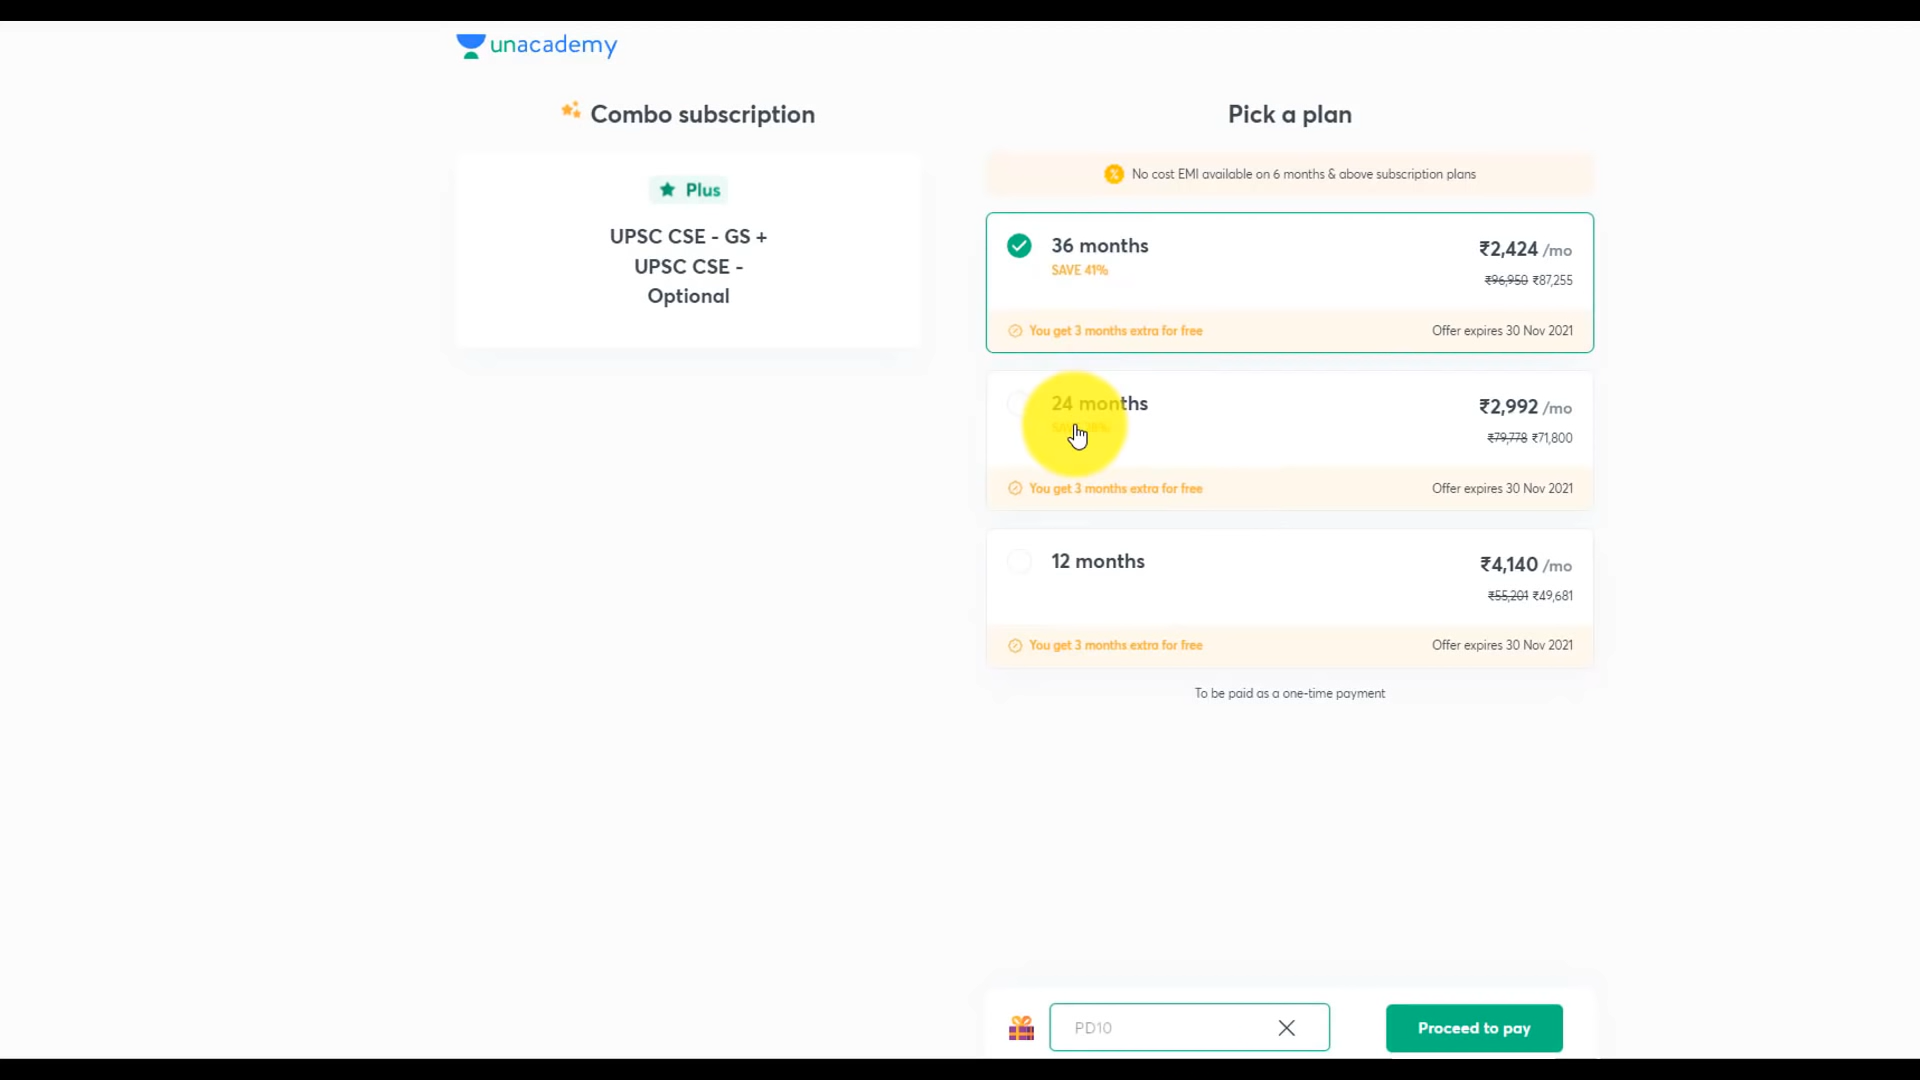 unacademy
Combo subscription
Plus
UPSC CSE - GS +
UPSC CSE -
Optional
Pick a plan
No cost EMI available on 6 months & above subscription plans
36 months
SAVE 41%
₹2,424 /mo
₹96,950 ₹87,255
You get 3 months extra for free
Offer expires 30 Nov 2021
24 months
₹2,992 /mo
₹79,778 ₹71,800
You get 3 months extra for free
Offer expires 30 Nov 2021
12 months
₹4,140 /mo
₹55,201 ₹49,681
You get 3 months extra for free
Offer expires 30 Nov 2021
To be paid as a one-time payment
PD10
Proceed to pay